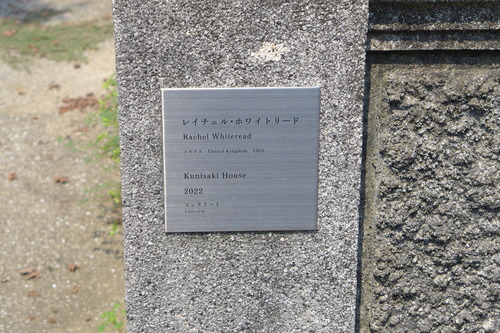 レイチェル・ホワイトリード
Rachel Whiteread
イギリス United Kingdom 1963-
Kunisaki House
2022
コンクリート
Concrete